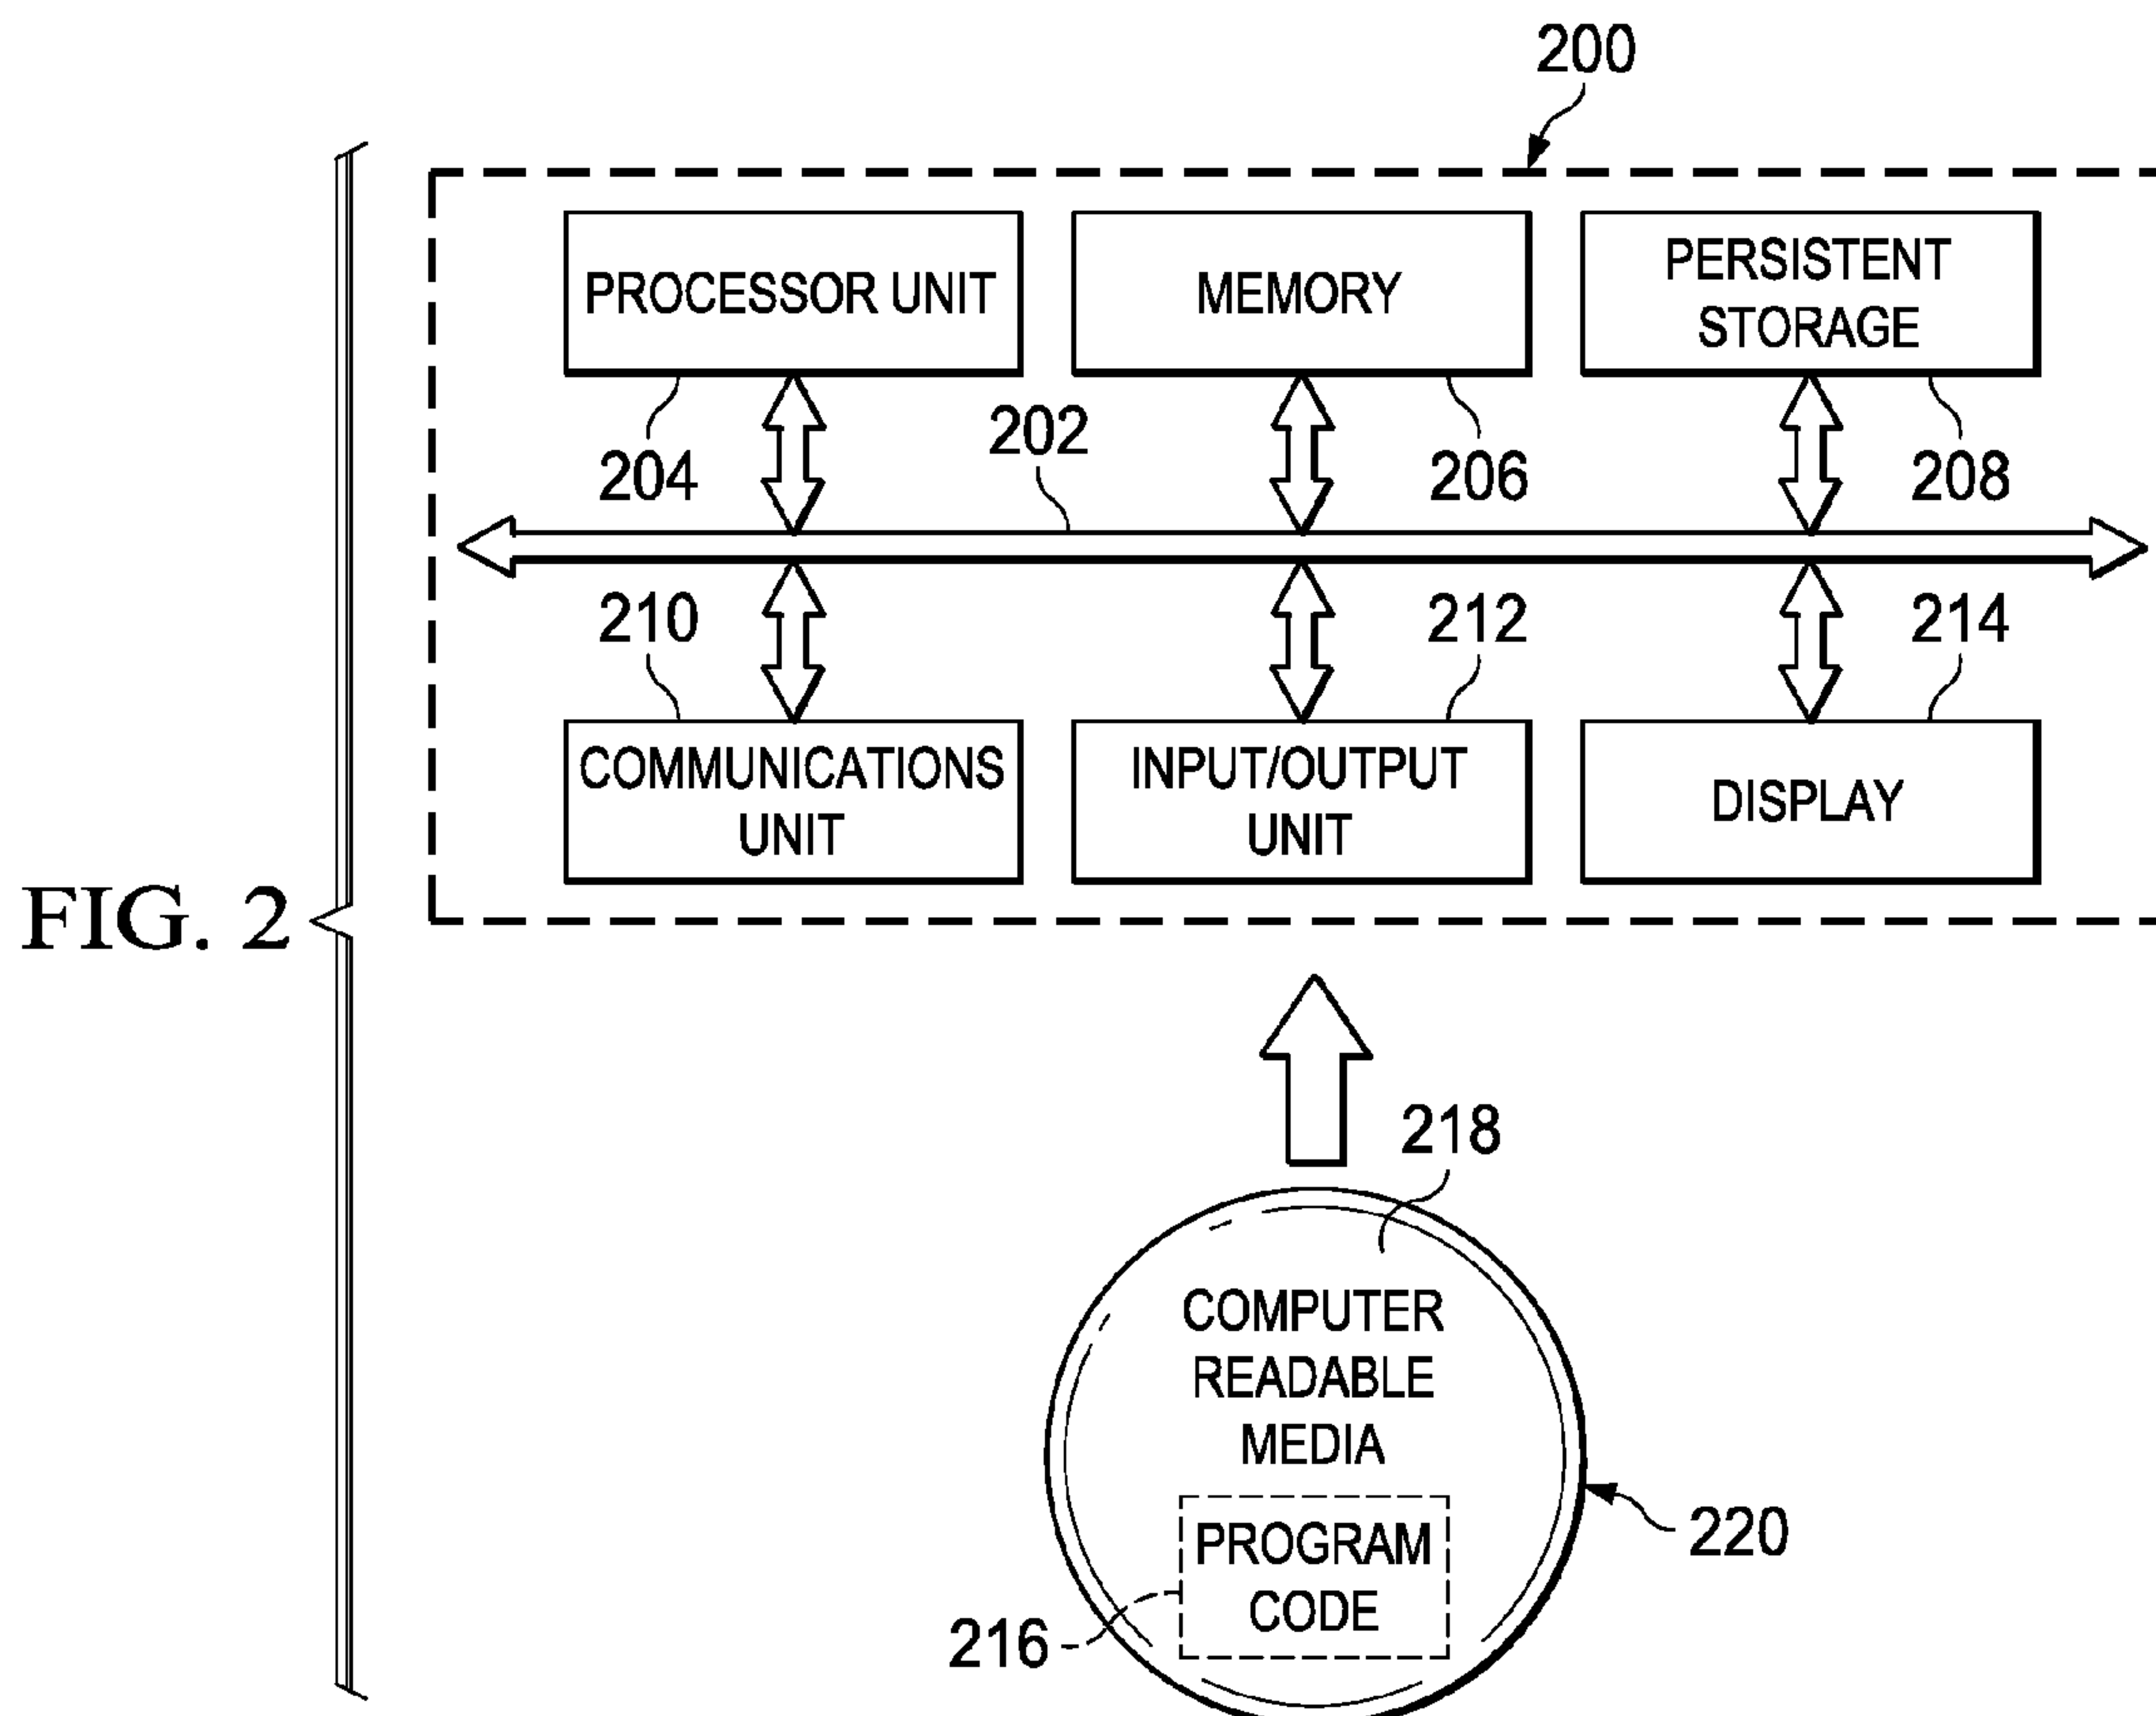 200
PROCESSOR UNIT
MEMORY
PERSISTENT
STORAGE
204
202
206
208
210
212
214
COMMUNICATIONS
UNIT
INPUT/OUTPUT
UNIT
DISPLAY
FIG. 2
218
COMPUTER
READABLE
MEDIA
PROGRAM
CODE
220
216